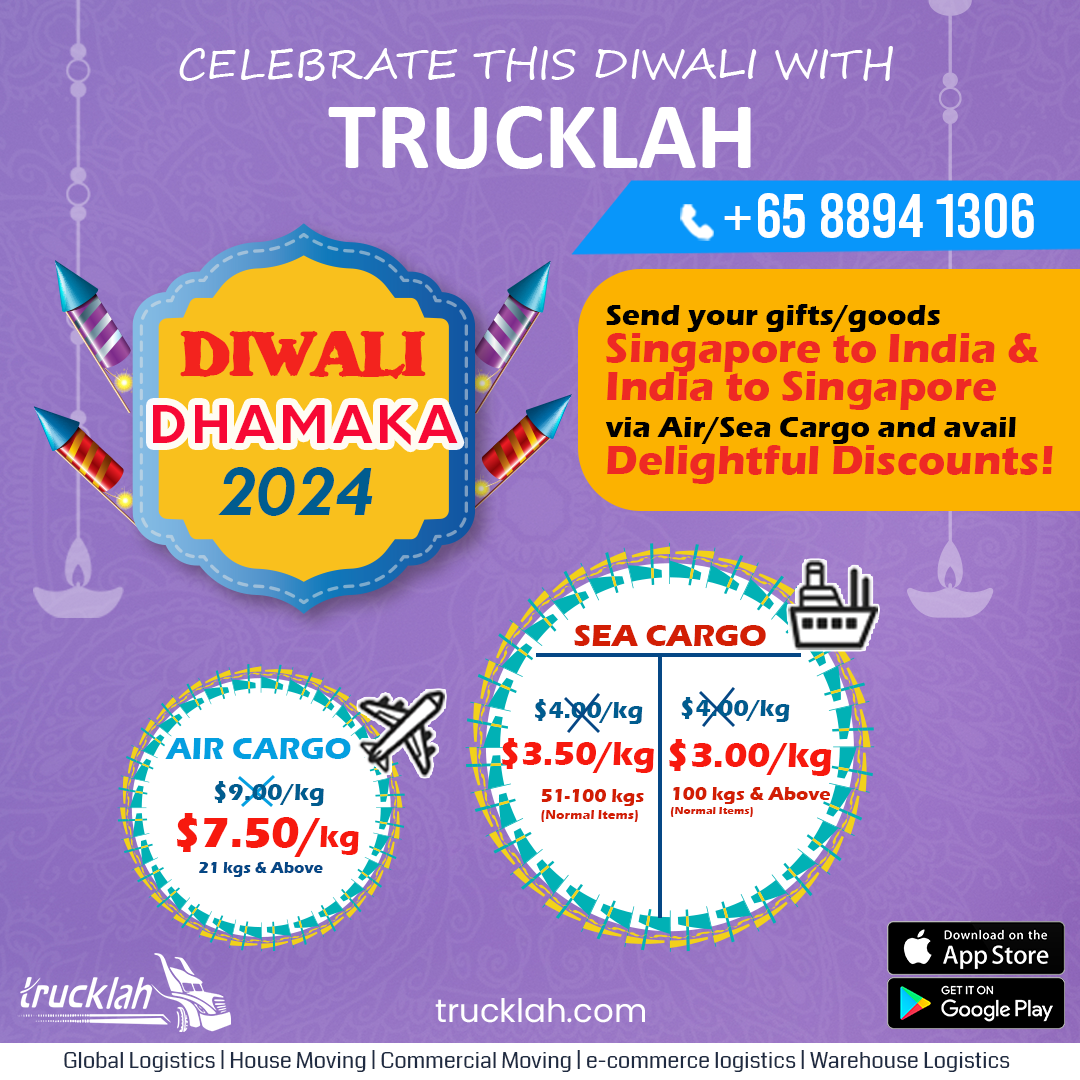 CELEBRATE THIS DIWALI WITH
TRUCKLAH
+65 8894 1306
DIWALI
DHAMAKA
2024
Send your gifts/goods
Singapore to India &
India to Singapore
via Air/Sea Cargo and avail
Delightful Discounts!
AIR CARGO
$9.00/kg
$7.50/kg
21 kgs & Above
SEA CARGO
$4.00/kg
$3.50/kg
51-100 kgs
(Normal Items)
$4.00/kg
$3.00/kg
100 kgs & Above
(Normal Items)
trucklah
trucklah.com
Download on the
App Store
GET IT ON
Google Play
Global Logistics | House Moving | Commercial Moving | e-commerce logistics | Warehouse Logistics